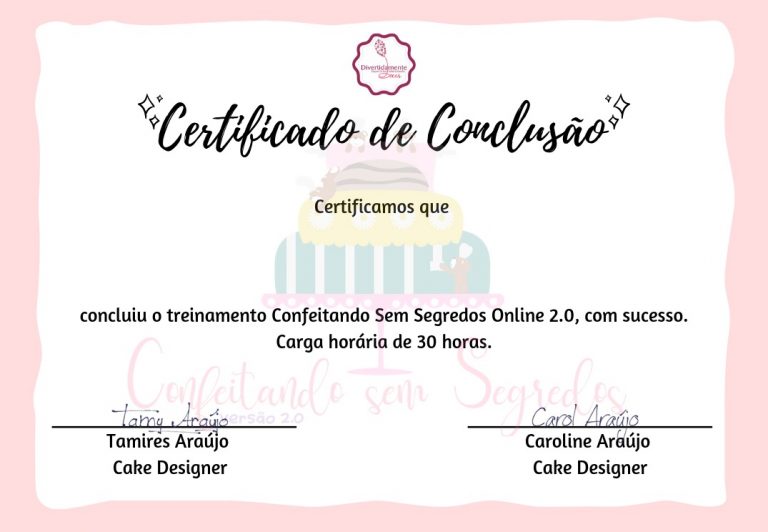 Divertidamente
Doces
Certificado de Conclusão
Certificamos que
concluiu o treinamento Confeitando Sem Segredos Online 2.0, com sucesso.
Carga horária de 30 horas.
Confeitando sem Segredos
versão 2.0
Tamy Araújo
Carol Araújo
Tamires Araújo
Caroline Araújo
Cake Designer
Cake Designer